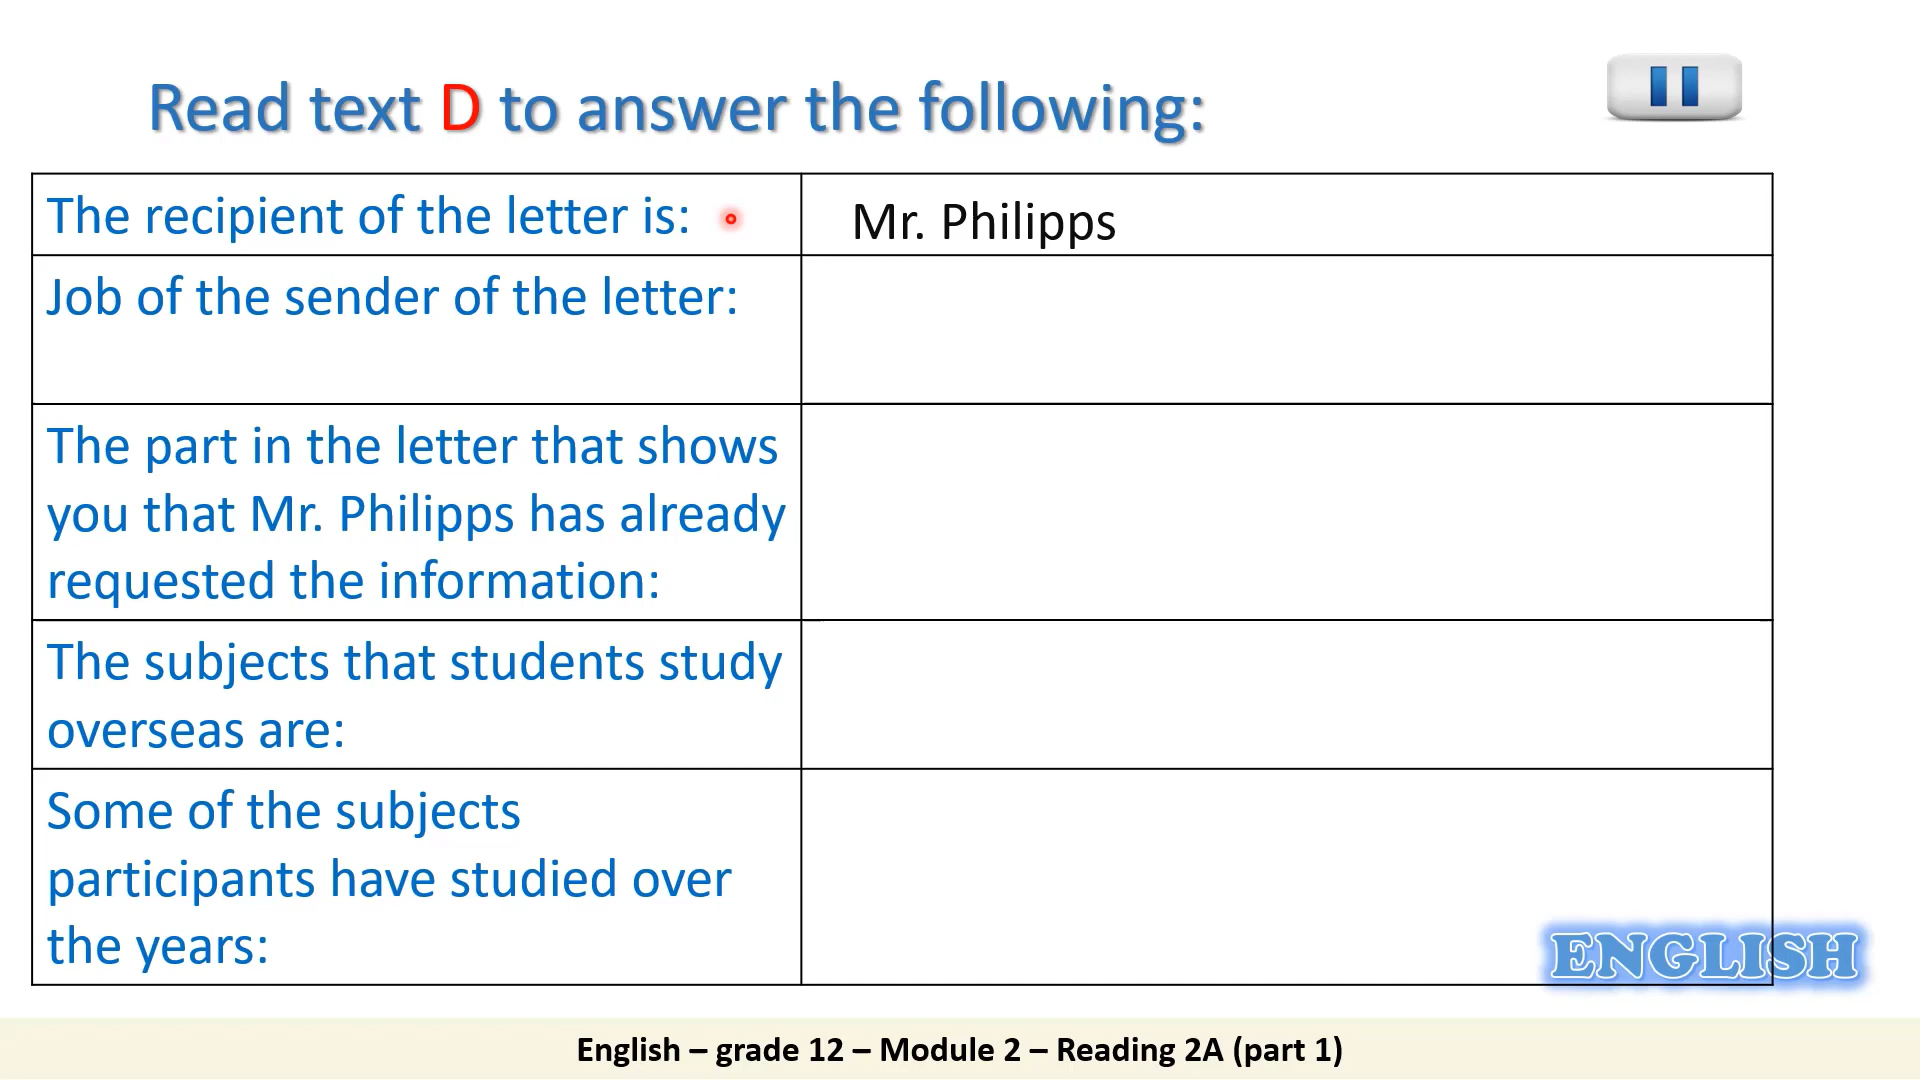 Read text D to answer the following:
The recipient of the letter is:
Mr. Philipps
Job of the sender of the letter:
The part in the letter that shows
you that Mr. Philipps has already
requested the information:
The subjects that students study
overseas are:
Some of the subjects
participants have studied over
the years:
ENGLISH
English – grade 12 – Module 2 – Reading 2A (part 1)